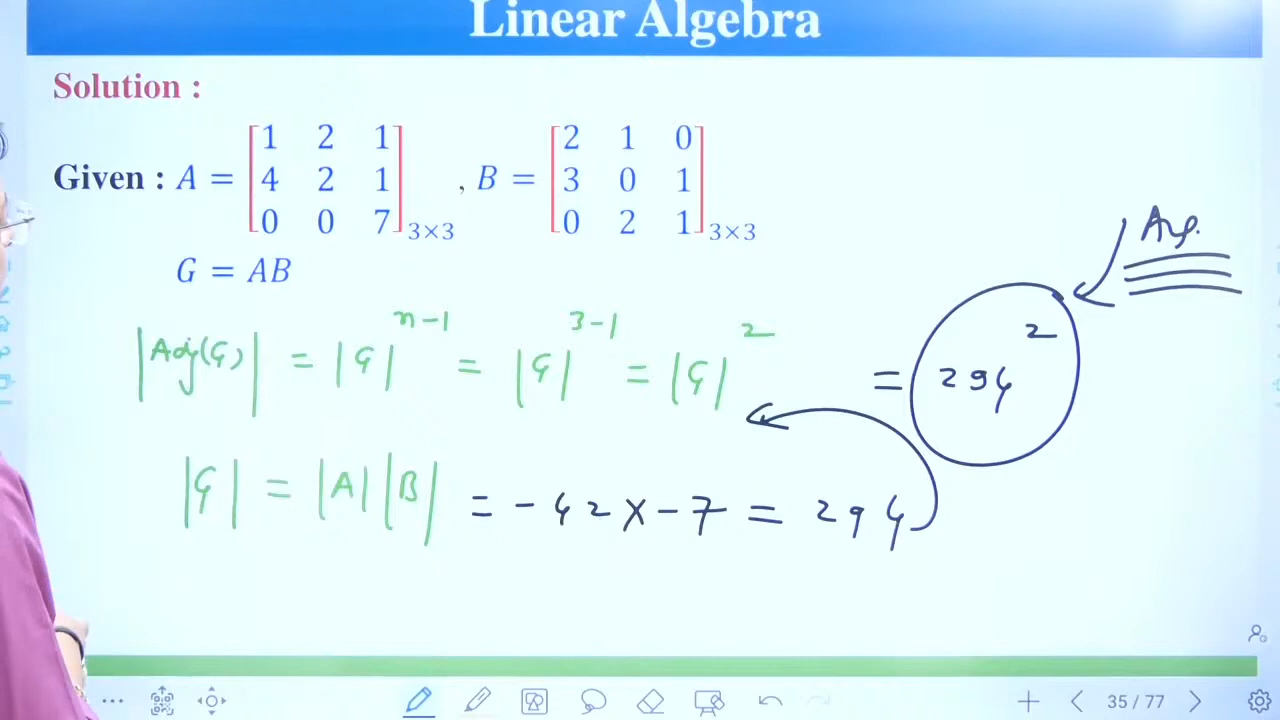 Linear Algebra
Solution :
Given : A = [1 2 1; 4 2 1; 0 0 7]3×3 , B = [2 1 0; 3 0 1; 0 2 1]3×3
G = AB
|Adj(G)| = |G|^n-1 = |G|^3-1 = |G|^2 = 294^2
|G| = |A||B| = -42 x -7 = 294
35 / 77